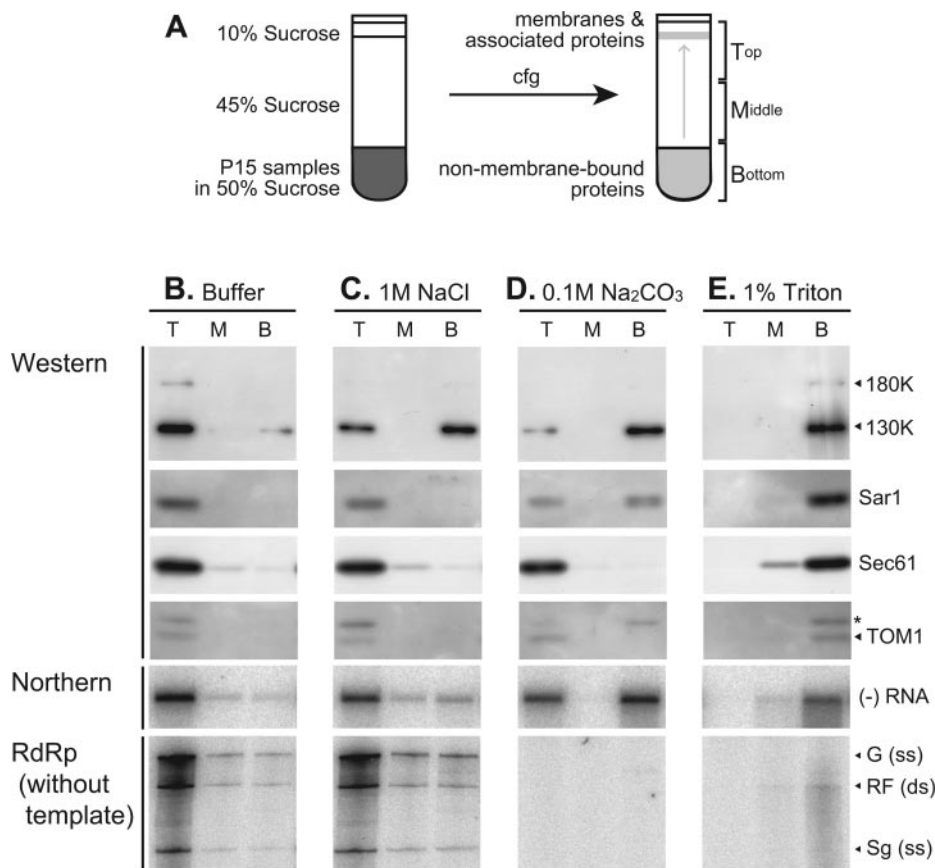 A
10% Sucrose
45% Sucrose
P15 samples
in 50% Sucrose
cfg
membranes &
associated proteins
non-membrane-bound
proteins
Top
Middle
Bottom
B. Buffer
C. 1M NaCl
D. 0.1M Na₂CO₃
E. 1% Triton
T M B
T M B
T M B
T M B
Western
180K
130K
Sar1
Sec61
*
TOM1
Northern
(-) RNA
RdRp
(without
template)
G (ss)
RF (ds)
Sg (ss)